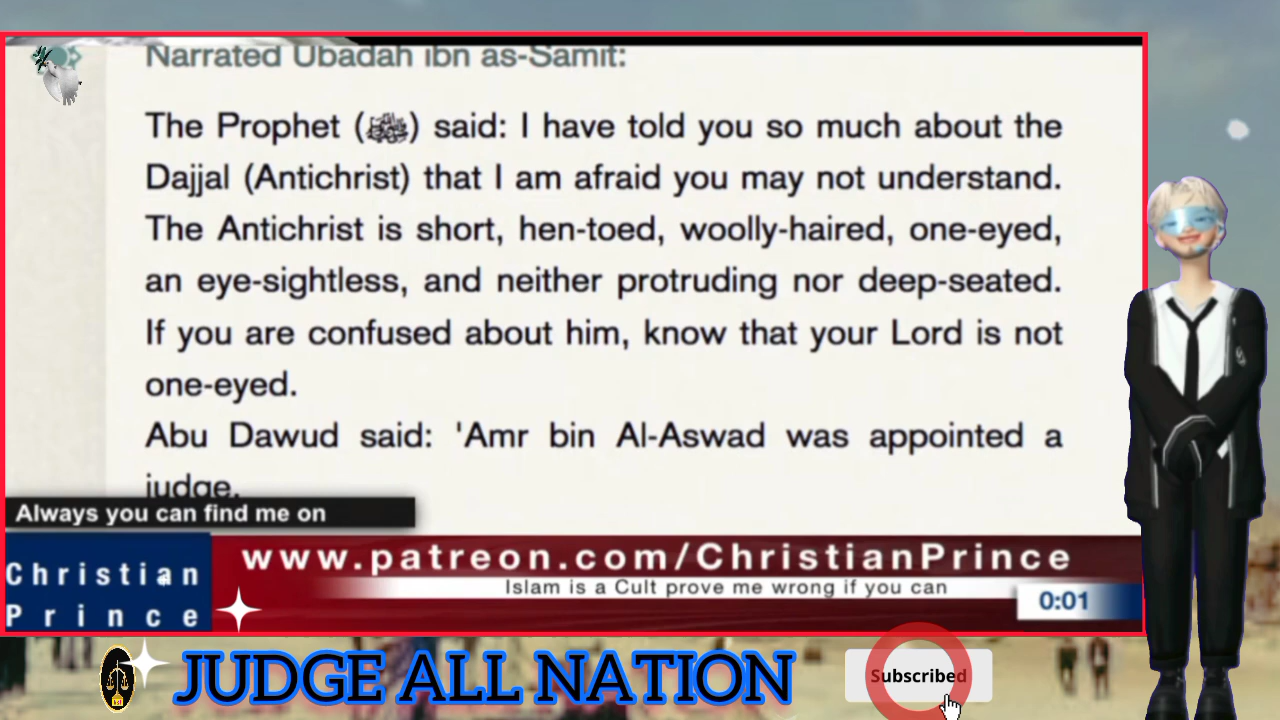 Narrated Ubadah ibn as-Samit:
The Prophet (ﷺ) said: I have told you so much about the
Dajjal (Antichrist) that I am afraid you may not understand.
The Antichrist is short, hen-toed, woolly-haired, one-eyed,
an eye-sightless, and neither protruding nor deep-seated.
If you are confused about him, know that your Lord is not
one-eyed.
Abu Dawud said: 'Amr bin Al-Aswad was appointed a
judge.
Always you can find me on
Christian
Prince
www.patreon.com/ChristianPrince
Islam is a Cult prove me wrong if you can
0:01
JUDGE ALL NATION
Subscribed